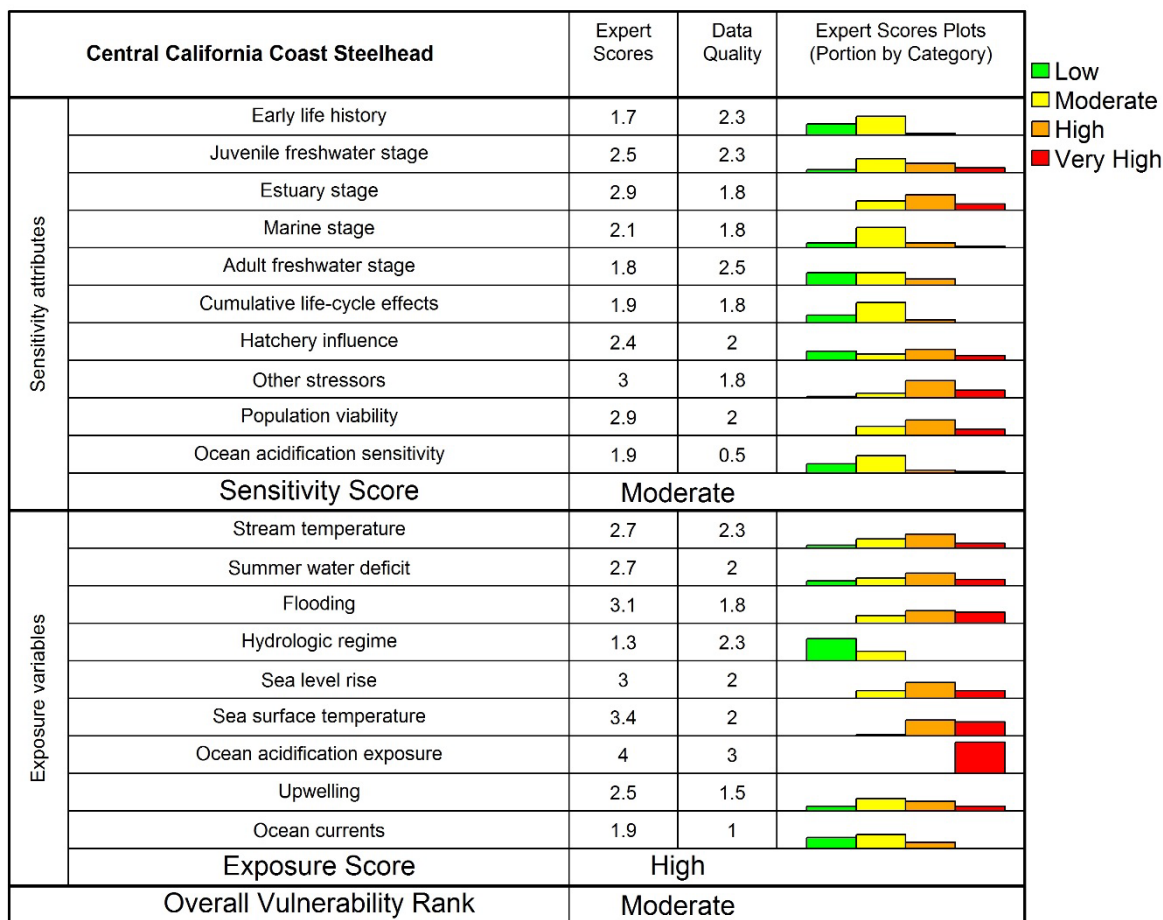 Central California Coast Steelhead
Expert
Scores
Data
Quality
Expert Scores Plots
(Portion by Category)
Low
Moderate
High
Very High
Sensitivity attributes
Early life history 1.7 2.3
Juvenile freshwater stage 2.5 2.3
Estuary stage 2.9 1.8
Marine stage 2.1 1.8
Adult freshwater stage 1.8 2.5
Cumulative life-cycle effects 1.9 1.8
Hatchery influence 2.4 2
Other stressors 3 1.8
Population viability 2.9 2
Ocean acidification sensitivity 1.9 0.5
Sensitivity Score Moderate
Exposure variables
Stream temperature 2.7 2.3
Summer water deficit 2.7 2
Flooding 3.1 1.8
Hydrologic regime 1.3 2.3
Sea level rise 3 2
Sea surface temperature 3.4 2
Ocean acidification exposure 4 3
Upwelling 2.5 1.5
Ocean currents 1.9 1
Exposure Score High
Overall Vulnerability Rank Moderate